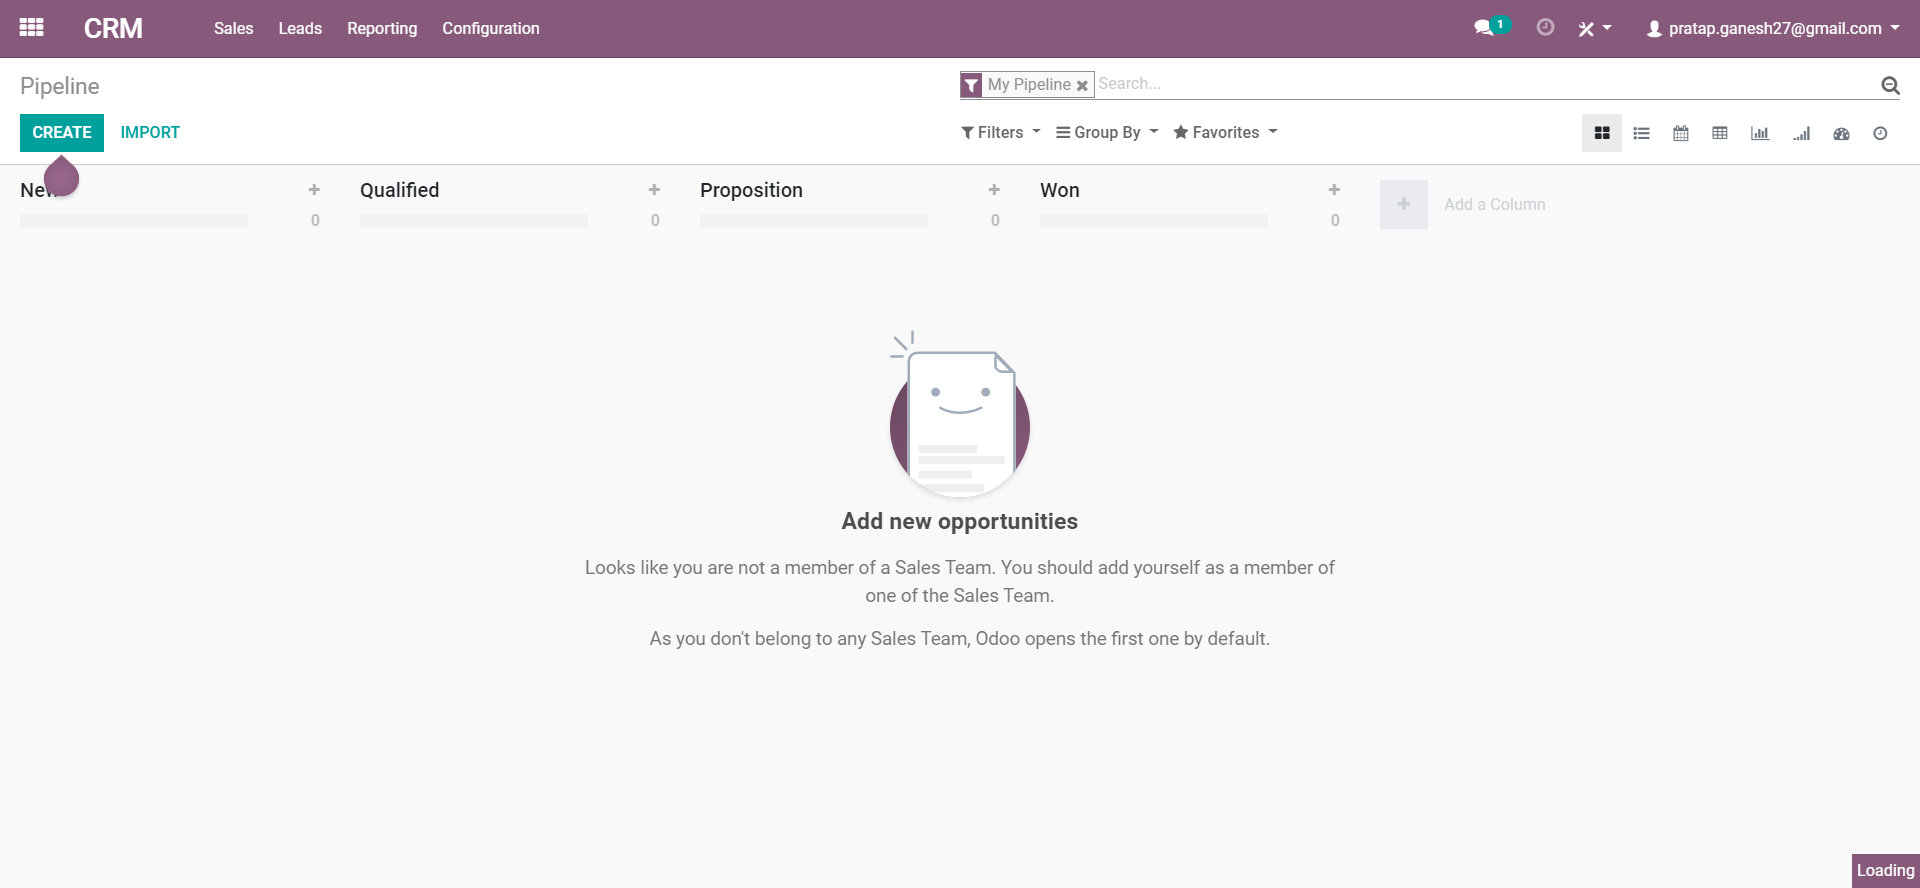 CRM Sales Leads Reporting Configuration 1 pratap.ganesh27@gmail.com
Pipeline My Pipeline Search...
CREATE IMPORT Filters Group By Favorites
New Qualified Proposition Won Add a Column
0 0 0 0
Add new opportunities
Looks like you are not a member of a Sales Team. You should add yourself as a member of
one of the Sales Team.
As you don't belong to any Sales Team, Odoo opens the first one by default.
Loading